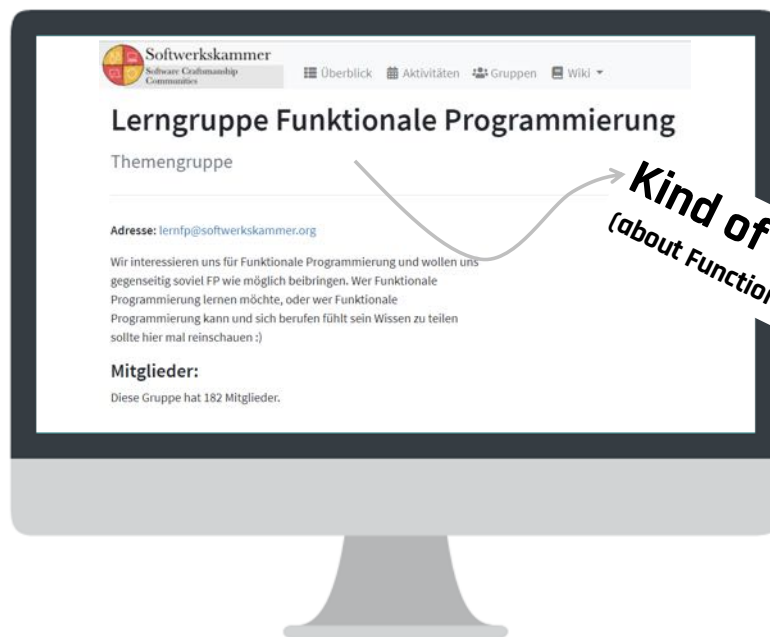 Softwerkskammer
Software Craftsmanship
Communities
Überblick Aktivitäten Gruppen Wiki
Lerngruppe Funktionale Programmierung
Themengruppe
Kind of
(about Function
Adresse: lernfp@softwerkskammer.org
Wir interessieren uns für Funktionale Programmierung und wollen uns
gegenseitig soviel FP wie möglich beibringen. Wer Funktionale
Programmierung lernen möchte, oder wer Funktionale
Programmierung kann und sich berufen fühlt sein Wissen zu teilen
sollte hier mal reinschauen :)
Mitglieder:
Diese Gruppe hat 182 Mitglieder.